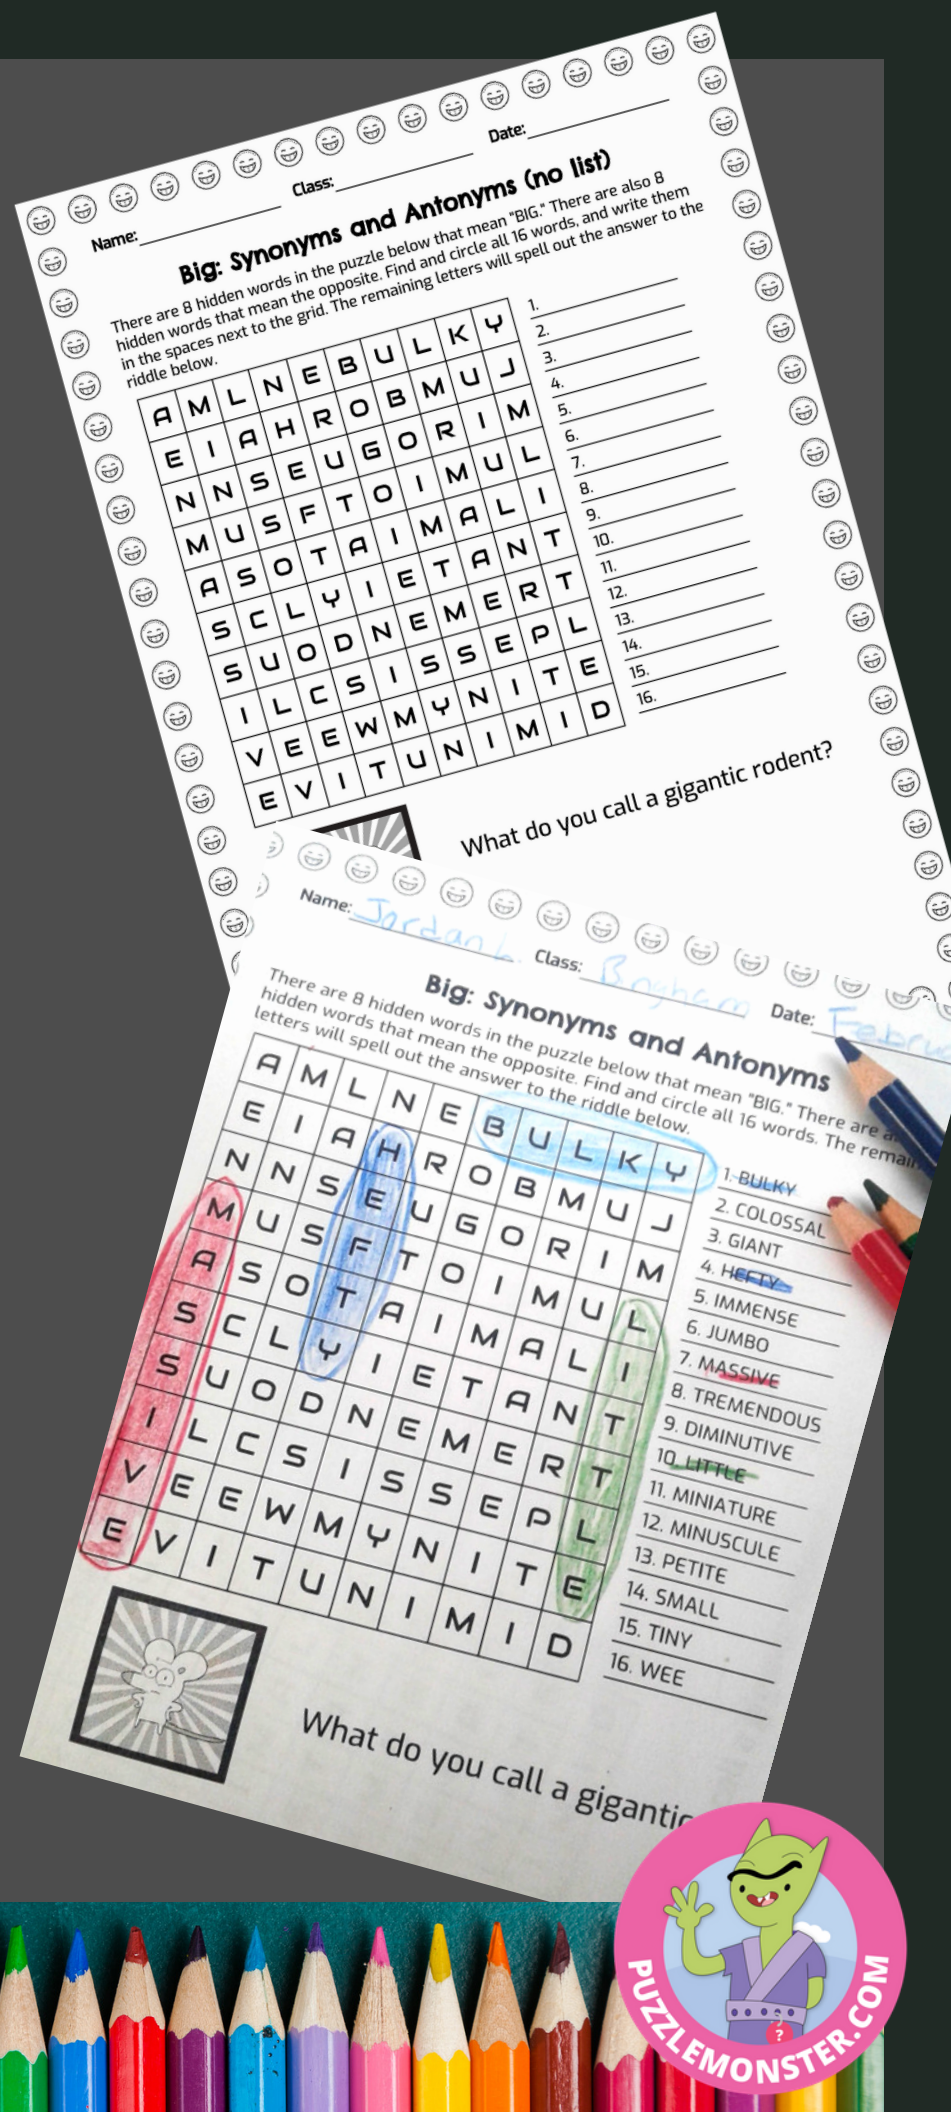 Name: Class: Date:
Big: Synonyms and Antonyms (no list)
There are 8 hidden words in the puzzle below that mean "BIG." There are also 8
hidden words that mean the opposite. Find and circle all 16 words, and write them
in the spaces next to the grid. The remaining letters will spell out the answer to the
riddle below.
A M L N E B U L K Y
E I A H R O B M U J
N N S E U G O R I M
M U S F T O I M U L
A S O T A I M A L I
S C L Y I E T A N T
S U O D N E M E R T
I L C S I S S E P L
V E E W M Y N I T E
E V I T U N I M I D
1.
2.
3.
4.
5.
6.
7.
8.
9.
10.
11.
12.
13.
14.
15.
16.
What do you call a gigantic rodent?
Name: Jordan L. Class: Bingham Date: Febru
Big: Synonyms and Antonyms
There are 8 hidden words in the puzzle below that mean "BIG." There are a
hidden words that mean the opposite. Find and circle all 16 words. The remain
letters will spell out the answer to the riddle below.
A M L N E B U L K Y
E I A H R O B M U J
N N S E U G O R I M
M U S F T O I M U L
A S O T A I M A L I
S C L Y I E T A N T
S U O D N E M E R T
I L C S I S S E P L
V E E W M Y N I T E
E V I T U N I M I D
1. BULKY
2. COLOSSAL
3. GIANT
4. HEFTY
5. IMMENSE
6. JUMBO
7. MASSIVE
8. TREMENDOUS
9. DIMINUTIVE
10. LITTLE
11. MINIATURE
12. MINUSCULE
13. PETITE
14. SMALL
15. TINY
16. WEE
What do you call a gigantic
PUZZLEMONSTER.COM
?